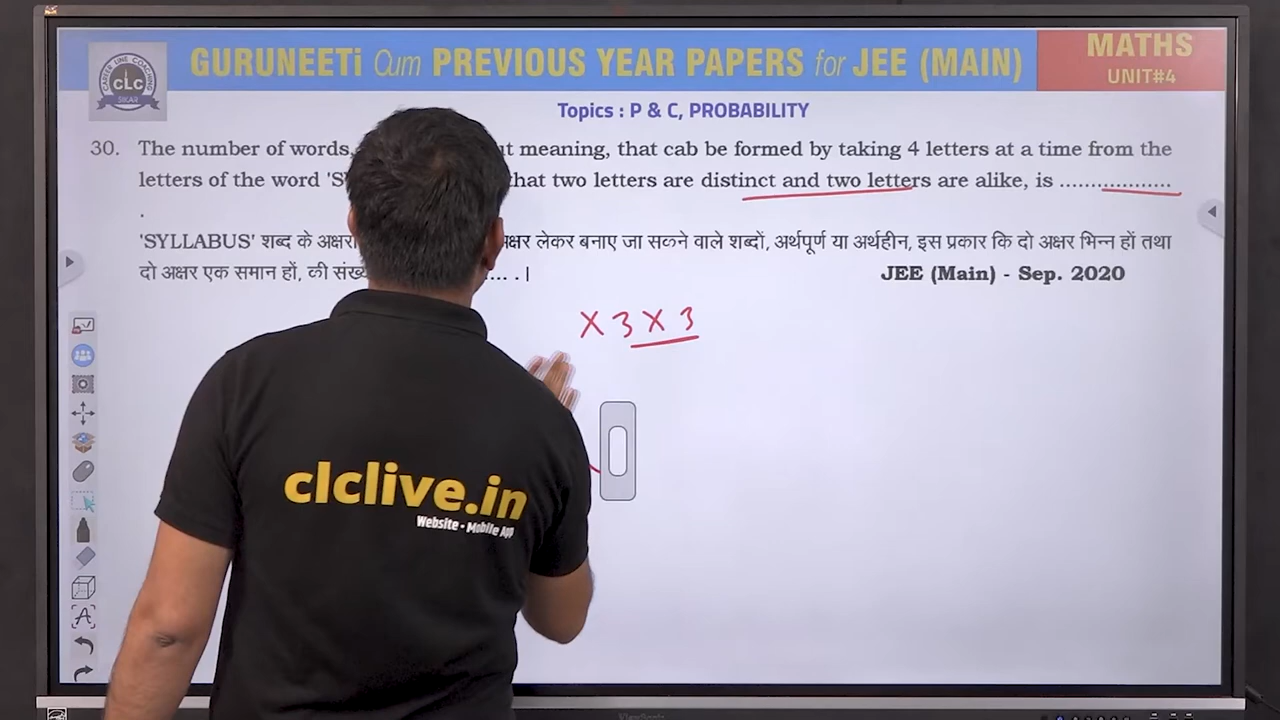 GURUNEETi Cum PREVIOUS YEAR PAPERS for JEE (MAIN)
MATHS
UNIT#4
CAREER LINE COACHING
CLC
SIKAR
Topics : P & C, PROBABILITY
30. The number of words, ut meaning, that cab be formed by taking 4 letters at a time from the
letters of the word 'S that two letters are distinct and two letters are alike, is ....................
.
'SYLLABUS' शब्द के अक्षरों क्षर लेकर बनाए जा सकने वाले शब्दों, अर्थपूर्ण या अर्थहीन, इस प्रकार कि दो अक्षर भिन्न हों तथा
दो अक्षर एक समान हों, की संख् .... . |
JEE (Main) - Sep. 2020
× 3 × 3
clclive.in
Website • Mobile App
ViewSonic